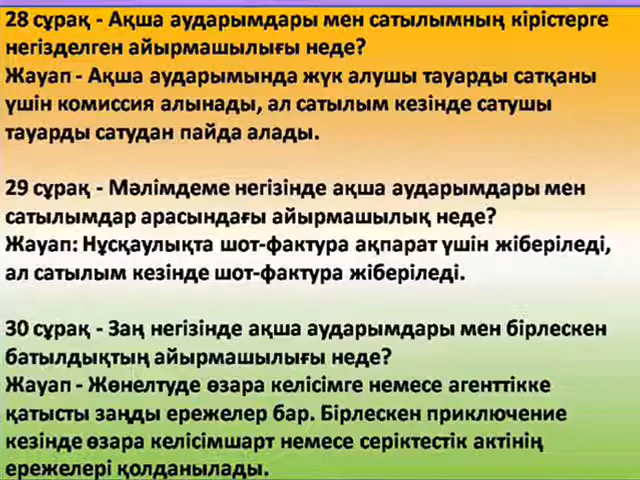 28 сұрақ - Ақша аударымдары мен сатылымның кірістерге
негізделген айырмашылығы неде?
Жауап - Ақша аударымында жүк алушы тауарды сатқаны
үшін комиссия алынады, ал сатылым кезінде сатушы
тауарды сатудан пайда алады.
29 сұрақ - Мәлімдеме негізінде ақша аударымдары мен
сатылымдар арасындағы айырмашылық неде?
Жауап: Нұсқаулықта шот-фактура ақпарат үшін жіберіледі,
ал сатылым кезінде шот-фактура жіберіледі.
30 сұрақ - Заң негізінде ақша аударымдары мен бірлескен
батылдықтың айырмашылығы неде?
Жауап - Жөнелтуде өзара келісімге немесе агенттікке
қатысты заңды ережелер бар. Бірлескен приключение
кезінде өзара келісімшарт немесе серіктестік актінің
ережелері қолданылады.